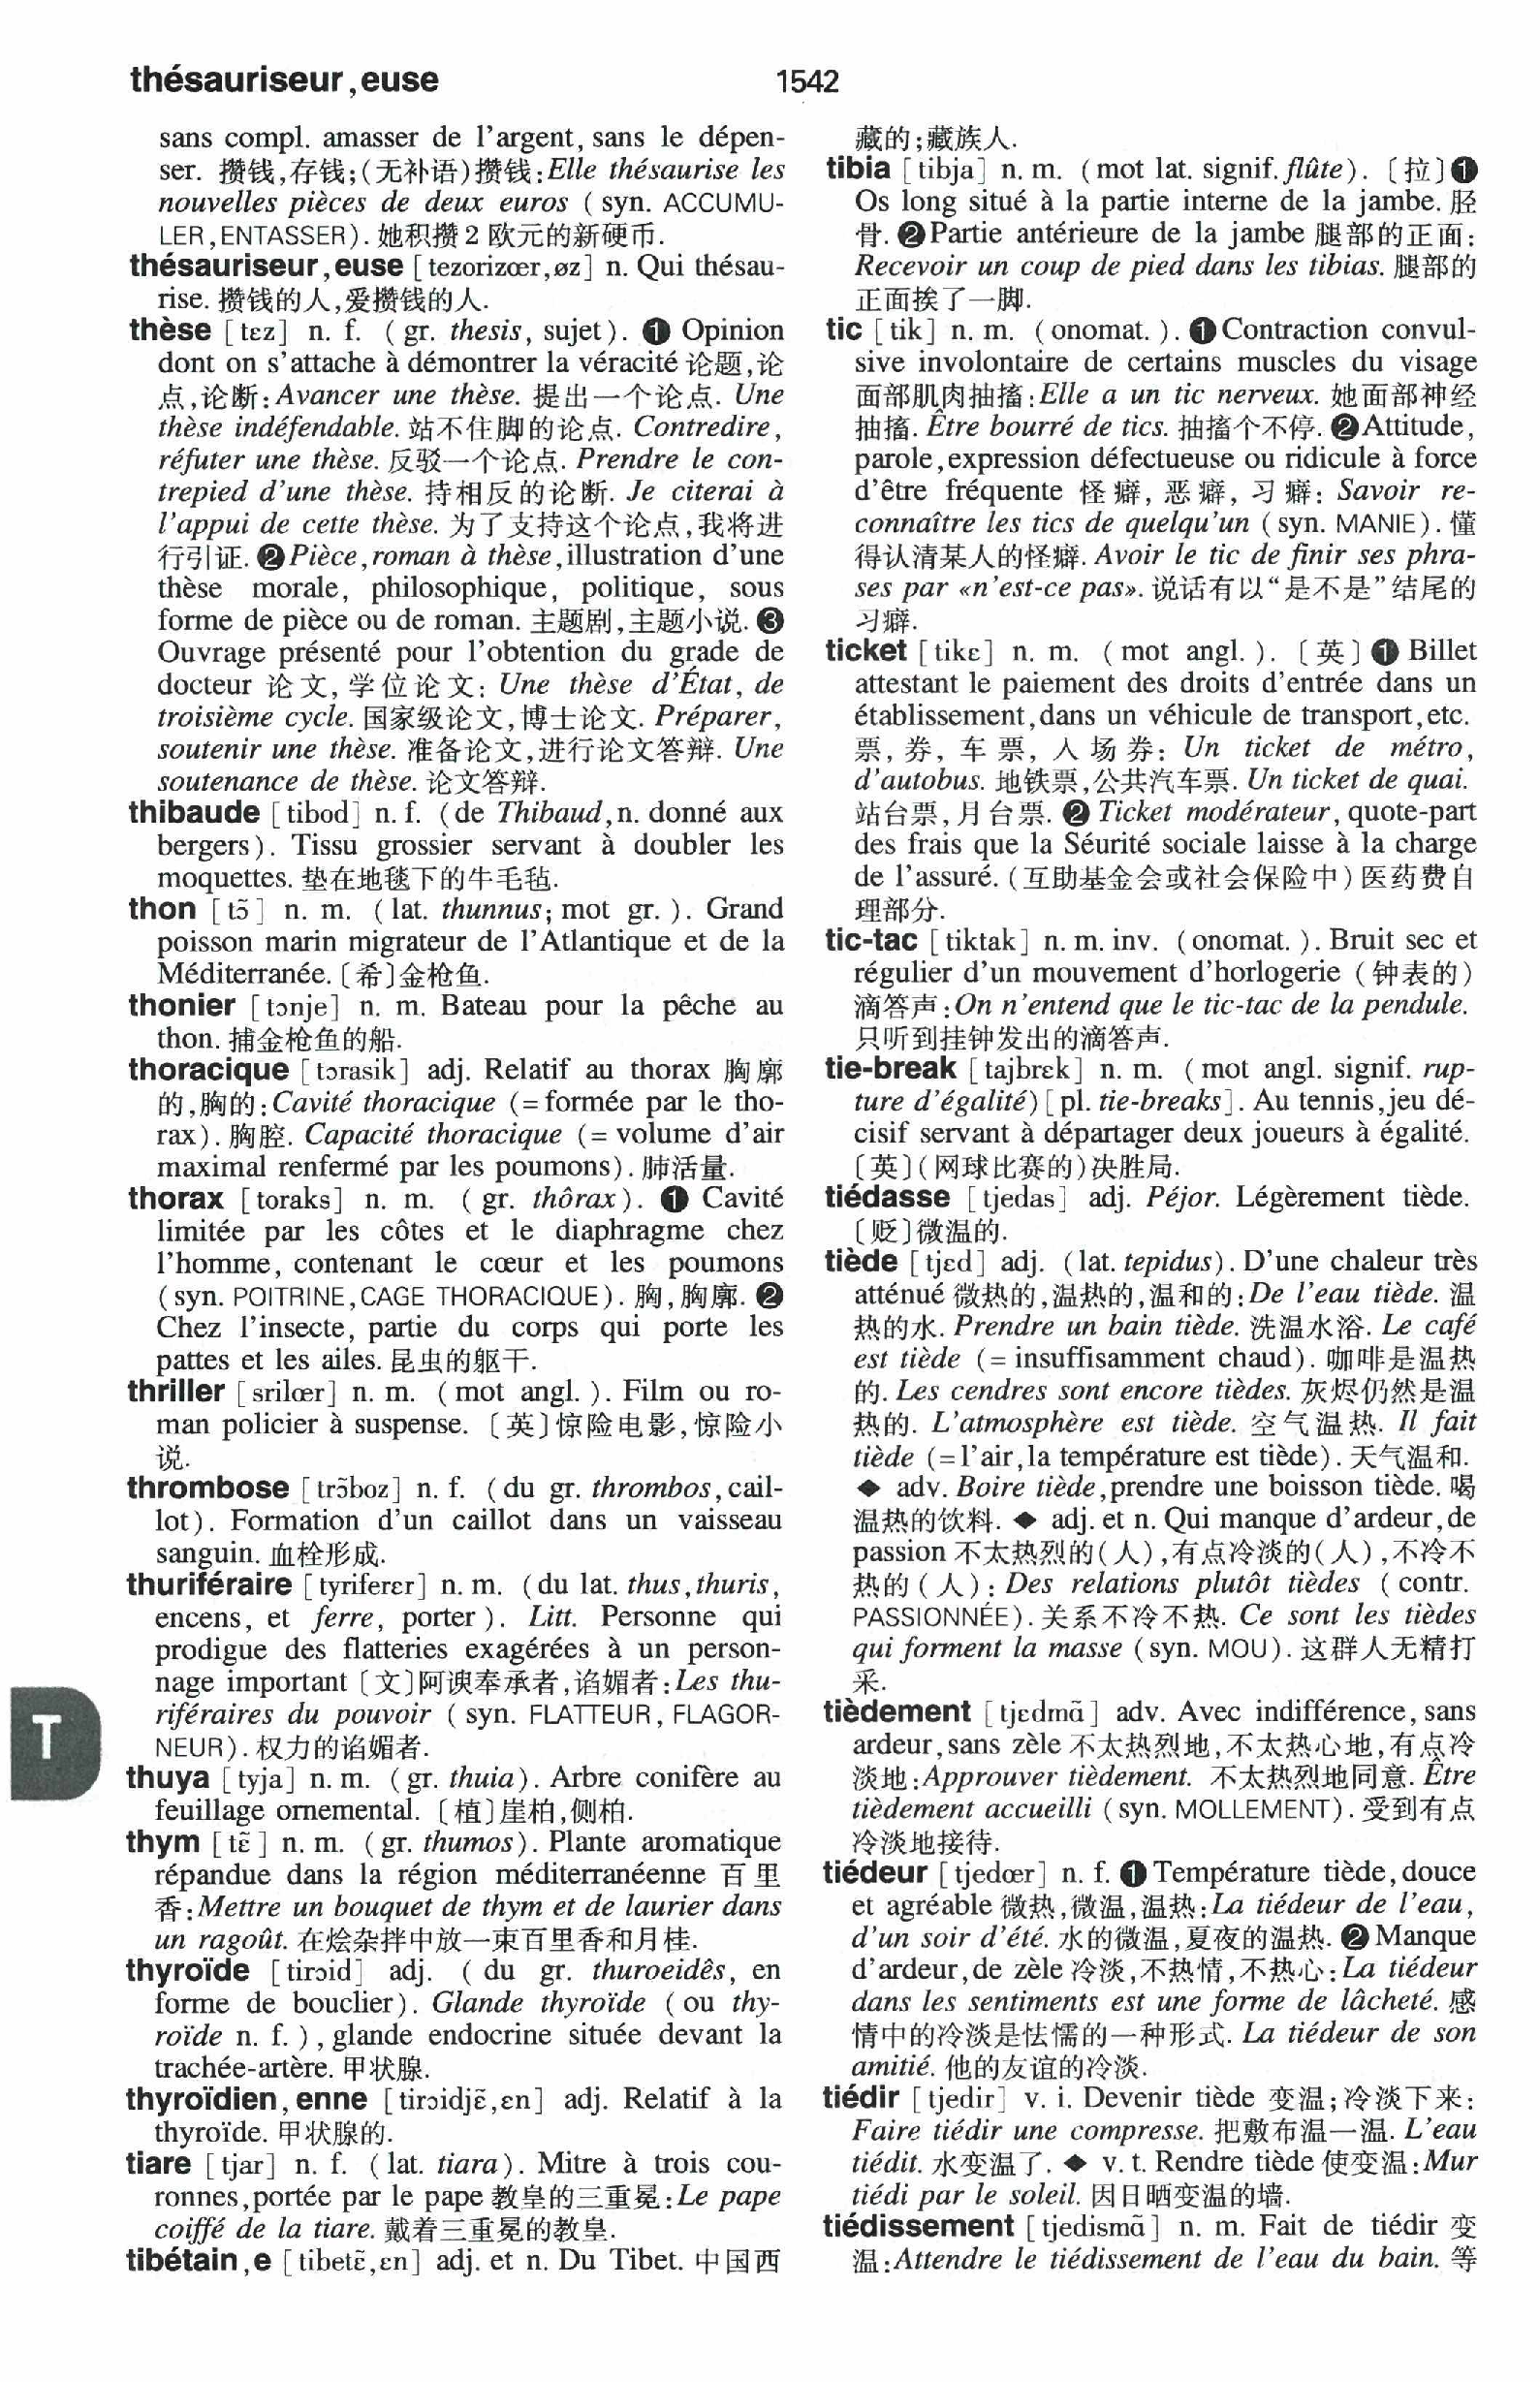 thésauriseur,euse
1542
sans compl. amasser de l'argent, sans le dépen-
ser. 攒钱,存钱;(无补语)攒钱:Elle thésaurise les
nouvelles pièces de deux euros (syn. ACCUMU-
LER,ENTASSER). 她积攒2欧元的新硬币.
thésauriseur,euse [tezorizœr,øz] n. Qui thésau-
rise. 攒钱的人,爱攒钱的人.
thèse [tɛz] n. f. (gr. thesis, sujet). ❶ Opinion
dont on s'attache à démontrer la véracité 论题,论
点,论断:Avancer une thèse. 提出一个论点. Une
thèse indéfendable. 站不住脚的论点. Contredire,
réfuter une thèse. 反驳一个论点. Prendre le con-
trepied d'une thèse. 持相反的论断. Je citerai à
l'appui de cette thèse. 为了支持这个论点,我将进
行引证. ❷Pièce,roman à thèse,illustration d'une
thèse morale, philosophique, politique, sous
forme de pièce ou de roman. 主题剧,主题小说. ❸
Ouvrage présenté pour l'obtention du grade de
docteur 论文,学位论文: Une thèse d'État, de
troisième cycle. 国家级论文,博士论文. Préparer,
soutenir une thèse. 准备论文,进行论文答辩. Une
soutenance de thèse. 论文答辩.
thibaude [tibod] n. f. (de Thibaud,n. donné aux
bergers). Tissu grossier servant à doubler les
moquettes. 垫在地毯下的牛毛毡.
thon [tɔ̃] n. m. (lat. thunnus; mot gr.). Grand
poisson marin migrateur de l'Atlantique et de la
Méditerranée. 〔希〕金枪鱼.
thonier [tɔnje] n. m. Bateau pour la pêche au
thon. 捕金枪鱼的船.
thoracique [tɔrasik] adj. Relatif au thorax 胸廓
的,胸的:Cavité thoracique (=formée par le tho-
rax). 胸腔. Capacité thoracique (= volume d'air
maximal renfermé par les poumons). 肺活量.
thorax [toraks] n. m. (gr. thôrax). ❶ Cavité
limitée par les côtes et le diaphragme chez
l'homme, contenant le cœur et les poumons
(syn. POITRINE,CAGE THORACIQUE). 胸,胸廓. ❷
Chez l'insecte, partie du corps qui porte les
pattes et les ailes. 昆虫的躯干.
thriller [srilœr] n. m. (mot angl.). Film ou ro-
man policier à suspense. 〔英〕惊险电影,惊险小
说.
thrombose [trɔ̃boz] n. f. (du gr. thrombos,cail-
lot). Formation d'un caillot dans un vaisseau
sanguin. 血栓形成.
thuriféraire [tyriferɛr] n. m. (du lat. thus,thuris,
encens, et ferre, porter). Litt. Personne qui
prodigue des flatteries exagérées à un person-
nage important 〔文〕阿谀奉承者,谄媚者:Les thu-
riféraires du pouvoir (syn. FLATTEUR, FLAGOR-
NEUR). 权力的谄媚者.
T
thuya [tyja] n. m. (gr. thuia). Arbre conifère au
feuillage ornemental. 〔植〕崖柏,侧柏.
thym [tɛ̃] n. m. (gr. thumos). Plante aromatique
répandue dans la région méditerranéenne 百里
香:Mettre un bouquet de thym et de laurier dans
un ragoût. 在烩杂拌中放一束百里香和月桂.
thyroïde [tirɔid] adj. (du gr. thuroeidês, en
forme de bouclier). Glande thyroïde (ou thy-
roïde n. f.), glande endocrine située devant la
trachée-artère. 甲状腺.
thyroïdien,enne [tirɔidjɛ̃,ɛn] adj. Relatif à la
thyroïde. 甲状腺的.
tiare [tjar] n. f. (lat. tiara). Mitre à trois cou-
ronnes,portée par le pape 教皇的三重冕:Le pape
coiffé de la tiare. 戴着三重冕的教皇.
tibétain,e [tibetɛ̃,ɛn] adj. et n. Du Tibet. 中国西
藏的;藏族人.
tibia [tibja] n. m. (mot lat. signif. flûte). 〔拉〕❶
Os long situé à la partie interne de la jambe. 胫
骨. ❷Partie antérieure de la jambe 腿部的正面:
Recevoir un coup de pied dans les tibias. 腿部的
正面挨了一脚.
tic [tik] n. m. (onomat.). ❶Contraction convul-
sive involontaire de certains muscles du visage
面部肌肉抽搐:Elle a un tic nerveux. 她面部神经
抽搐. Être bourré de tics. 抽搐个不停. ❷Attitude,
parole,expression défectueuse ou ridicule à force
d'être fréquente 怪癖,恶癖,习癖: Savoir re-
connaître les tics de quelqu'un (syn. MANIE). 懂
得认清某人的怪癖. Avoir le tic de finir ses phra-
ses par «n'est-ce pas». 说话有以“是不是”结尾的
习癖.
ticket [tikɛ] n. m. (mot angl.). 〔英〕❶ Billet
attestant le paiement des droits d'entrée dans un
établissement,dans un véhicule de transport,etc.
票,券,车票,入场券: Un ticket de métro,
d'autobus. 地铁票,公共汽车票. Un ticket de quai.
站台票,月台票. ❷ Ticket modérateur, quote-part
des frais que la Séurité sociale laisse à la charge
de l'assuré. (互助基金会或社会保险中)医药费自
理部分.
tic-tac [tiktak] n. m. inv. (onomat.). Bruit sec et
régulier d'un mouvement d'horlogerie (钟表的)
滴答声:On n'entend que le tic-tac de la pendule.
只听到挂钟发出的滴答声.
tie-break [tajbrɛk] n. m. (mot angl. signif. rup-
ture d'égalité) [pl. tie-breaks]. Au tennis,jeu dé-
cisif servant à départager deux joueurs à égalité.
〔英〕(网球比赛的)决胜局.
tiédasse [tjedas] adj. Péjor. Légèrement tiède.
〔贬〕微温的.
tiède [tjɛd] adj. (lat. tepidus). D'une chaleur très
atténué 微热的,温热的,温和的:De l'eau tiède. 温
热的水. Prendre un bain tiède. 洗温水浴. Le café
est tiède (= insuffisamment chaud). 咖啡是温热
的. Les cendres sont encore tièdes. 灰烬仍然是温
热的. L'atmosphère est tiède. 空气温热. Il fait
tiède (=l'air,la température est tiède). 天气温和.
◆ adv. Boire tiède,prendre une boisson tiède. 喝
温热的饮料. ◆ adj. et n. Qui manque d'ardeur,de
passion 不太热烈的(人),有点冷淡的(人),不冷不
热的(人): Des relations plutôt tièdes (contr.
PASSIONNÉE). 关系不冷不热. Ce sont les tièdes
qui forment la masse (syn. MOU). 这群人无精打
采.
tièdement [tjɛdmɑ̃] adv. Avec indifférence, sans
ardeur,sans zèle 不太热烈地,不太热心地,有点冷
淡地:Approuver tièdement. 不太热烈地同意. Être
tièdement accueilli (syn. MOLLEMENT). 受到有点
冷淡地接待.
tiédeur [tjedœr] n. f. ❶Température tiède,douce
et agréable 微热,微温,温热:La tiédeur de l'eau,
d'un soir d'été. 水的微温,夏夜的温热. ❷Manque
d'ardeur,de zèle 冷淡,不热情,不热心:La tiédeur
dans les sentiments est une forme de lâcheté. 感
情中的冷淡是怯懦的一种形式. La tiédeur de son
amitié. 他的友谊的冷淡.
tiédir [tjedir] v. i. Devenir tiède 变温;冷淡下来:
Faire tiédir une compresse. 把敷布温一温. L'eau
tiédit. 水变温了. ◆ v. t. Rendre tiède 使变温:Mur
tiédi par le soleil. 因日晒变温的墙.
tiédissement [tjedismɑ̃] n. m. Fait de tiédir 变
温:Attendre le tiédissement de l'eau du bain. 等